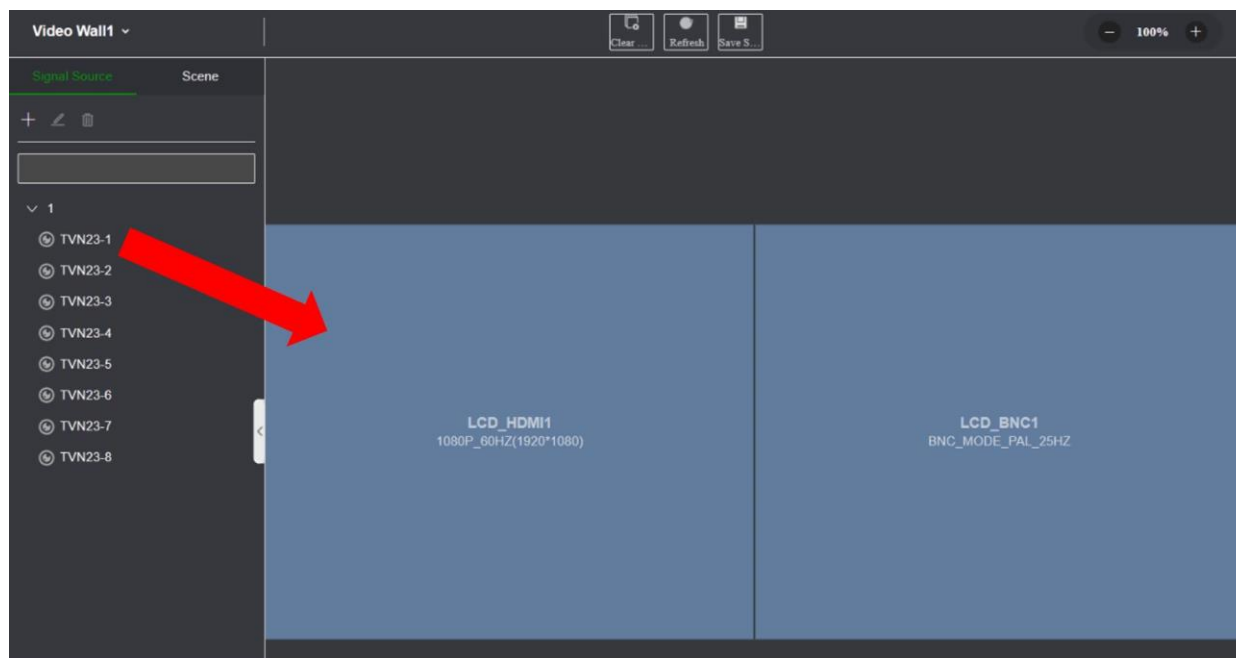 Video Wall1
Clear ...
Refresh
Save S...
100%
Signal Source
Scene
1
TVN23-1
TVN23-2
TVN23-3
TVN23-4
TVN23-5
TVN23-6
TVN23-7
TVN23-8
LCD_HDMI1
1080P_60HZ(1920*1080)
LCD_BNC1
BNC_MODE_PAL_25HZ